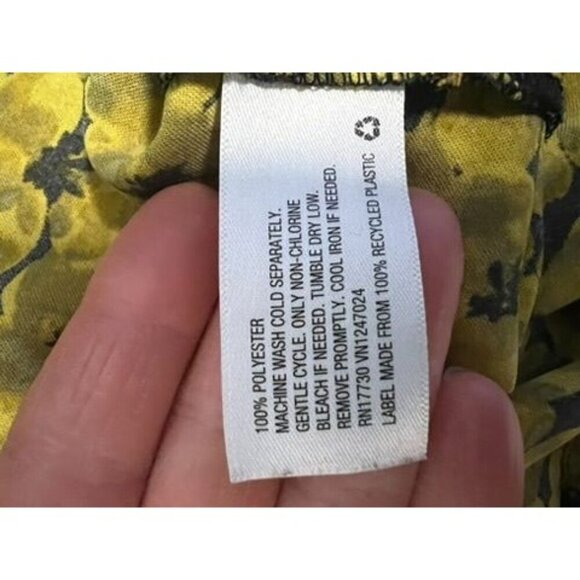 100% POLYESTER
MACHINE WASH COLD SEPARATELY.
GENTLE CYCLE. ONLY NON-CHLORINE
BLEACH IF NEEDED. TUMBLE DRY LOW.
REMOVE PROMPTLY. COOL IRON IF NEEDED.
RN17730 VN1247024
LABEL MADE FROM 100% RECYCLED PLASTIC